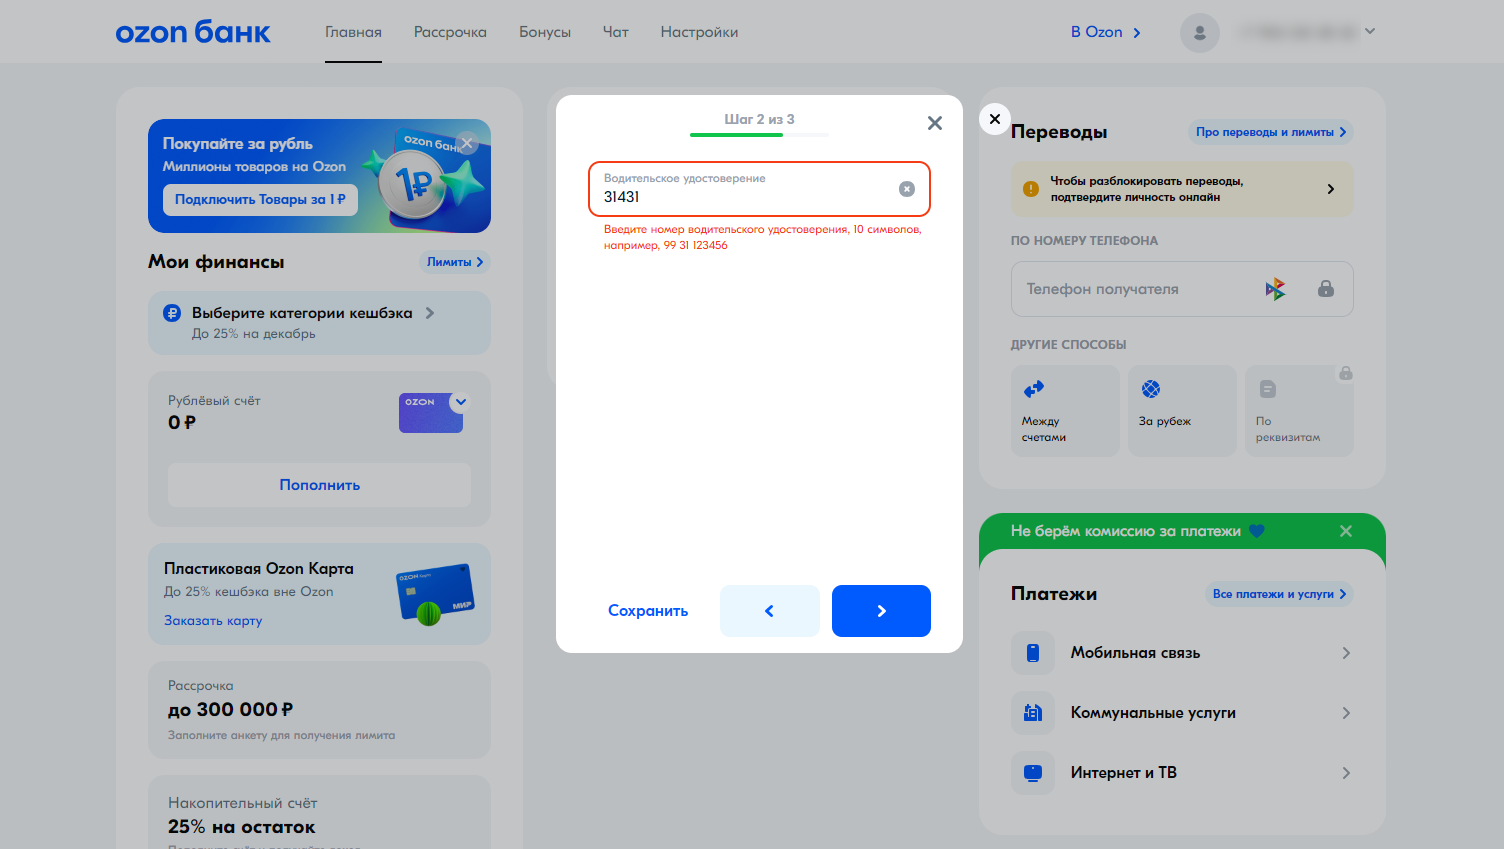 ozon банк
Главная
Рассрочка
Бонусы
Чат
Настройки
В Ozon
Покупайте за рубль
Миллионы товаров на Ozon
Подключить Товары за 1 ₽
ozon банк
1₽
Мои финансы
Лимиты
Выберите категории кешбэка
До 25% на декабрь
Рублёвый счёт
0 ₽
OZON
Пополнить
Пластиковая Ozon Карта
До 25% кешбэка вне Ozon
Заказать карту
OZON
МИР
Рассрочка
до 300 000 ₽
Заполните анкету для получения лимита
Накопительный счёт
25% на остаток
Шаг 2 из 3
Водительское удостоверение
31431
Введите номер водительского удостоверения, 10 символов,
например, 99 31 123456
Сохранить
Переводы
Про переводы и лимиты
Чтобы разблокировать переводы,
подтвердите личность онлайн
ПО НОМЕРУ ТЕЛЕФОНА
Телефон получателя
ДРУГИЕ СПОСОБЫ
Между
счетами
За рубеж
По
реквизитам
Не берём комиссию за платежи
Платежи
Все платежи и услуги
Мобильная связь
Коммунальные услуги
Интернет и ТВ